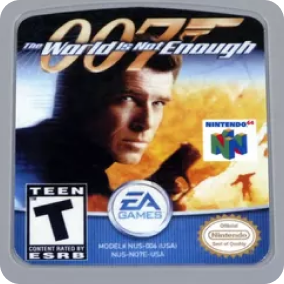 007
The World Is Not Enough
NINTENDO 64
N
TEEN
T
CONTENT RATED BY
ESRB
EA
GAMES
MODEL# NUS-006 (USA)
NUS-NOTE-USA
Official
Nintendo
Seal of Quality